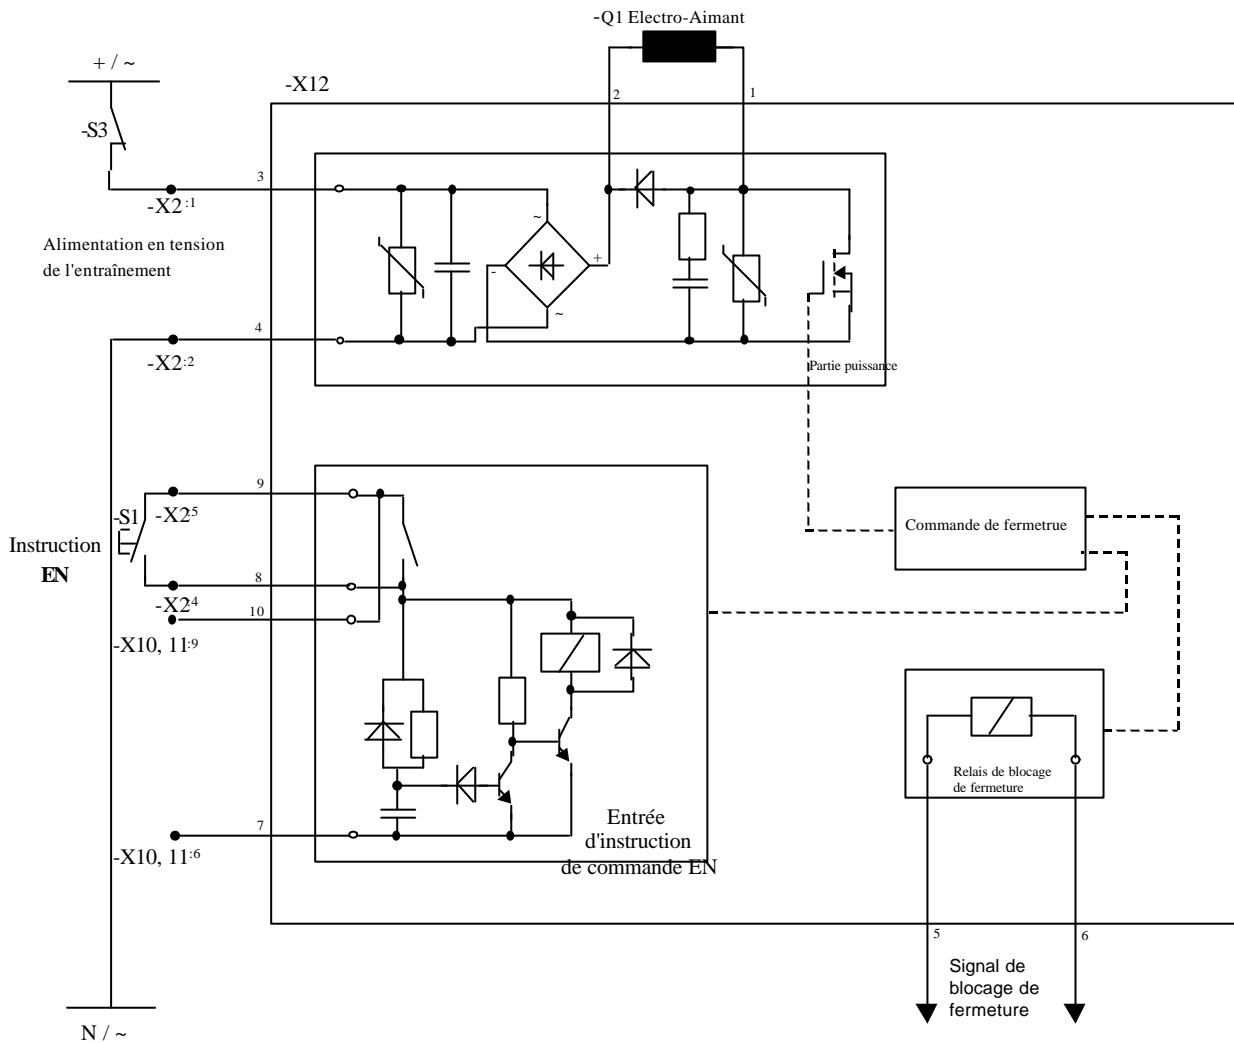 -Q1 Electro-Aimant
+ / ~
-X12
2
1
-S3
3
-X2:1
~
Alimentation en tension
de l'entraînement
-
+
~
4
-X2:2
Partie puissance
9
-S1
-X2:5
Commande de fermetrue
Instruction
EN
8
-X2:4
10
-X10, 11:9
Relais de blocage
de fermeture
7
Entrée
d'instruction
de commande EN
-X10, 11:6
5
6
Signal de
blocage de
fermeture
N / ~